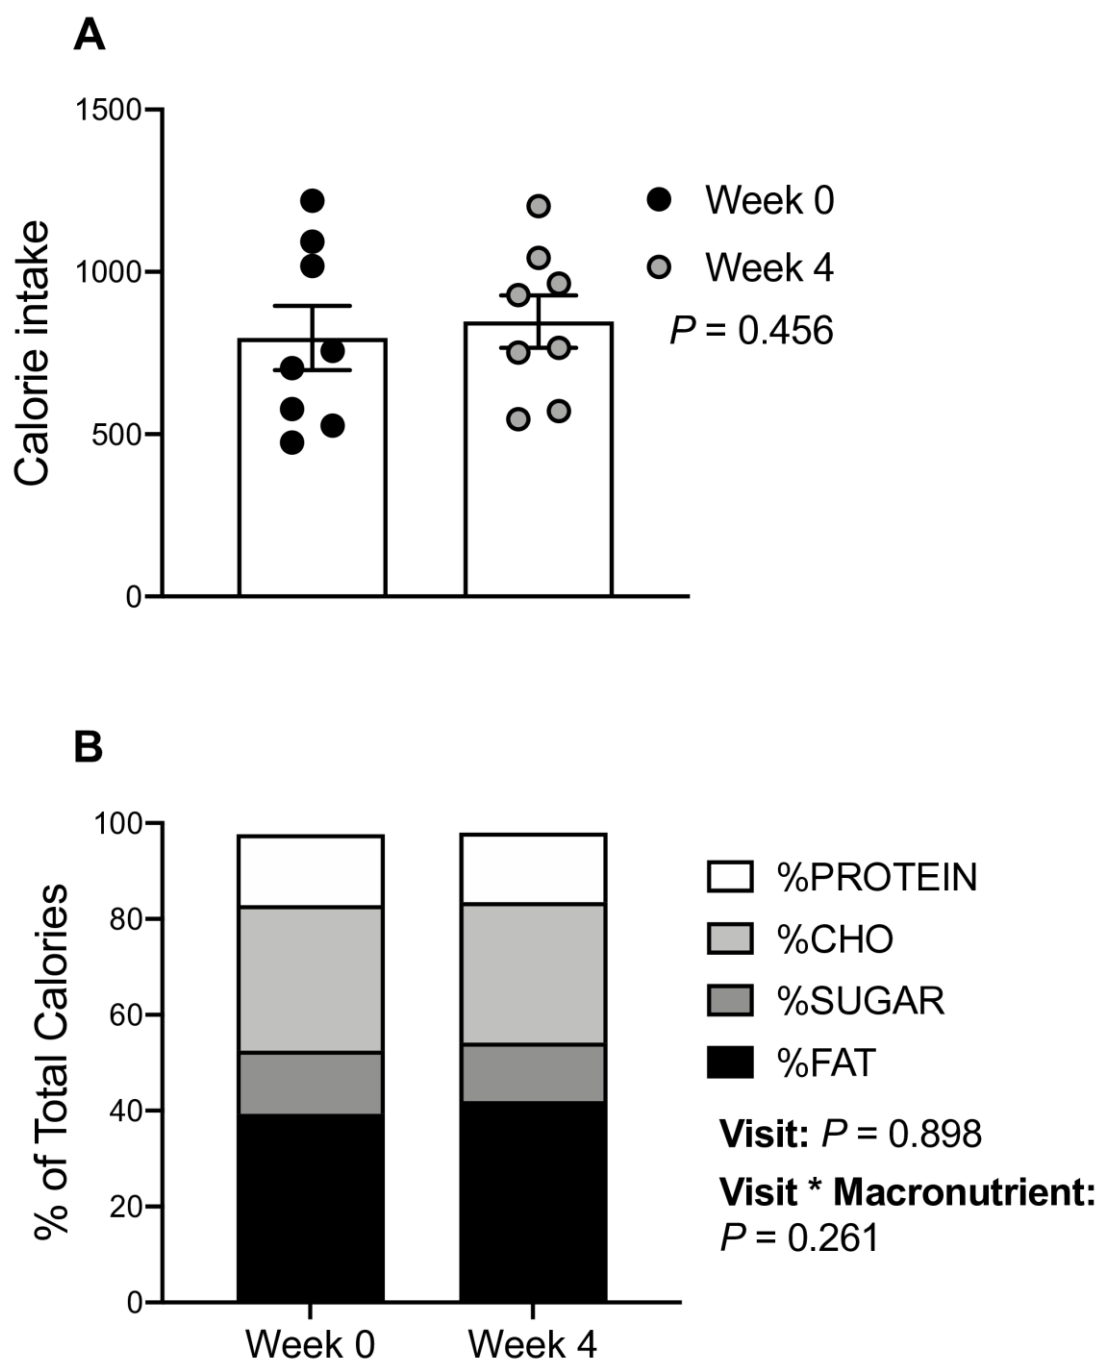 A
1500
1000
500
0
Calorie intake
Week 0
Week 4
P = 0.456
B
100
80
60
40
20
0
% of Total Calories
Week 0
Week 4
%PROTEIN
%CHO
%SUGAR
%FAT
Visit: P = 0.898
Visit * Macronutrient:
P = 0.261